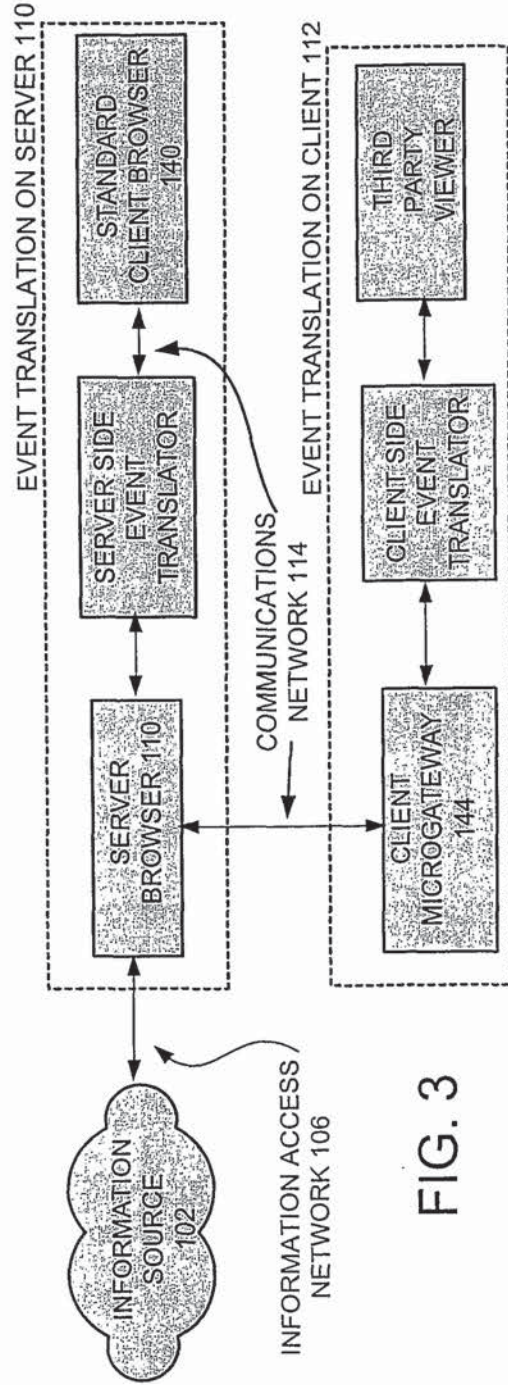 EVENT TRANSLATION ON SERVER 110
INFORMATION
SOURCE
102
SERVER
BROWSER 110
SERVER SIDE
EVENT
TRANSLATOR
STANDARD
CLIENT BROWSER
140
INFORMATION ACCESS
NETWORK 106
COMMUNICATIONS
NETWORK 114
EVENT TRANSLATION ON CLIENT 112
CLIENT
MICROGATEWAY
144
CLIENT SIDE
EVENT
TRANSLATOR
THIRD
PARTY
VIEWER
FIG. 3